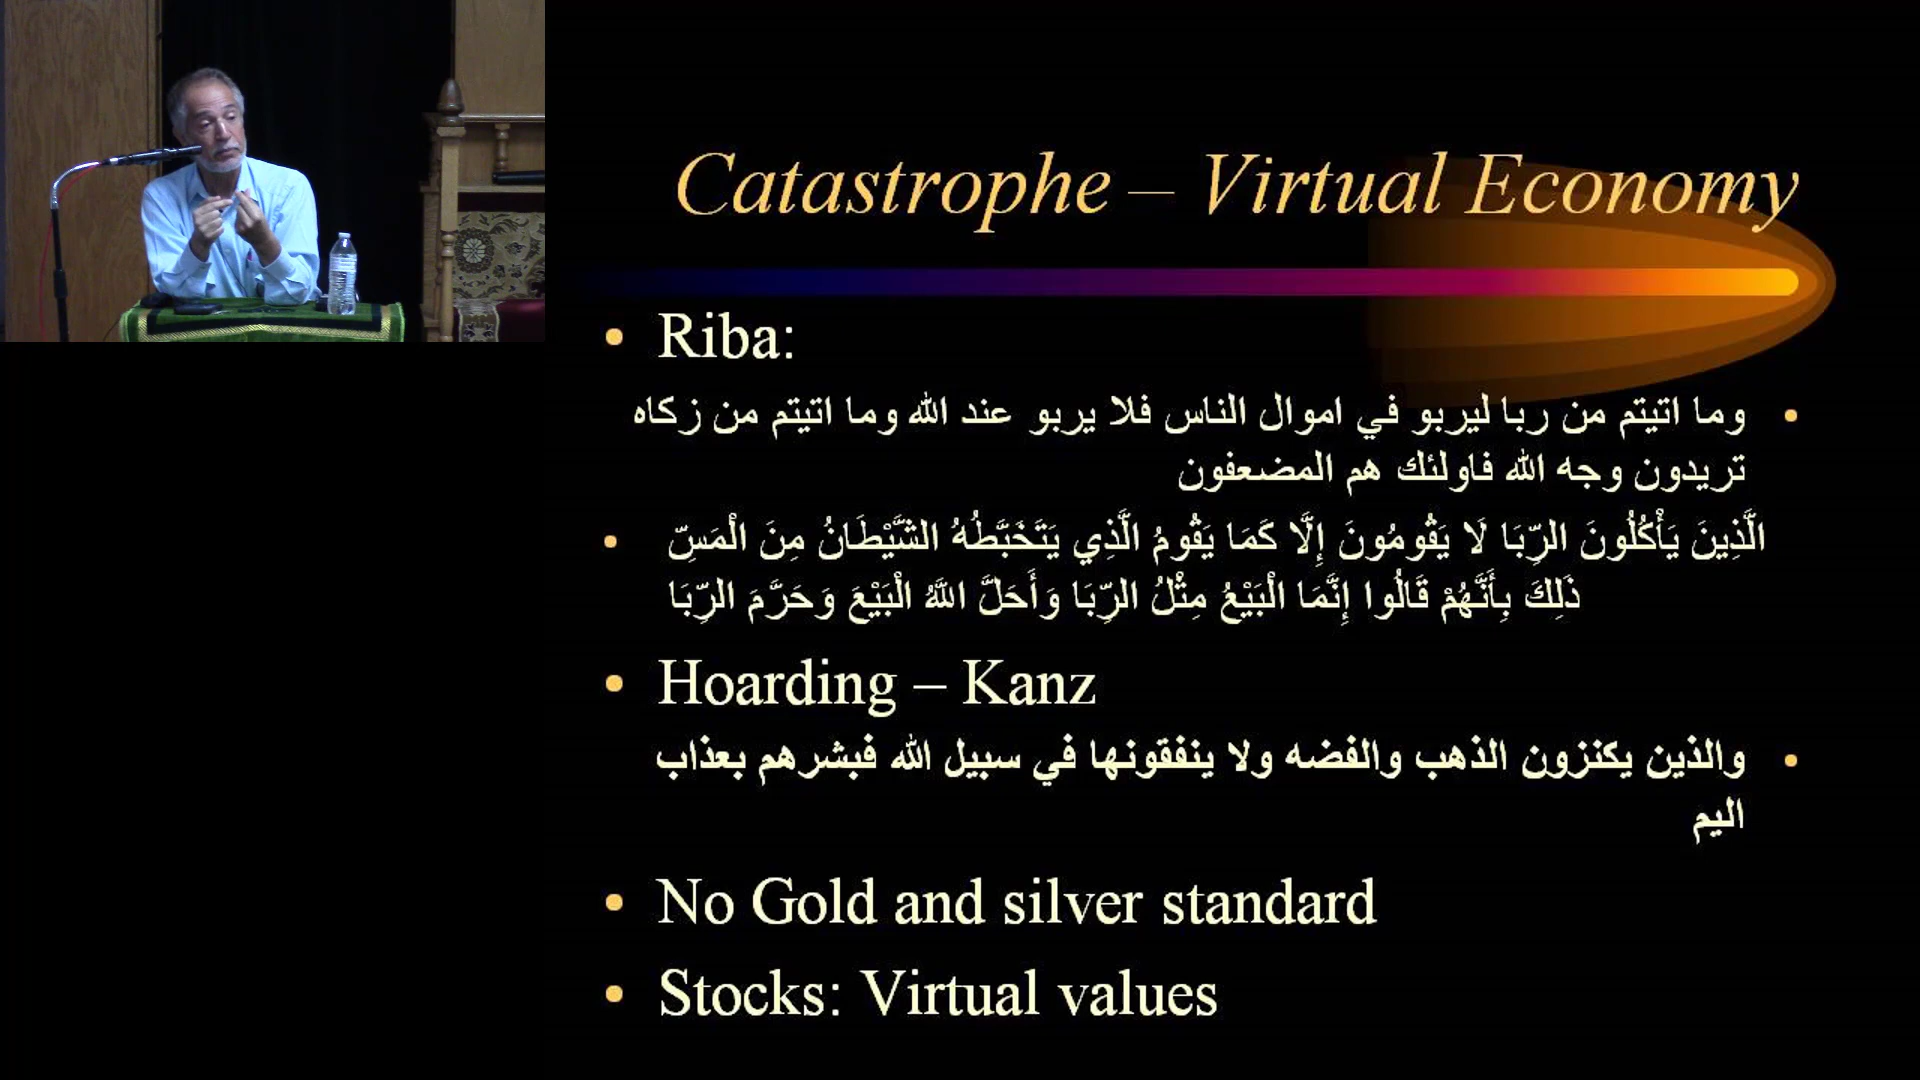 Catastrophe – Virtual Economy
• Riba:
• وما اتيتم من ربا ليربو في اموال الناس فلا يربو عند الله وما اتيتم من زكاه
تريدون وجه الله فاولئك هم المضعفون
• الَّذِينَ يَأْكُلُونَ الرِّبَا لَا يَقُومُونَ إِلَّا كَمَا يَقُومُ الَّذِي يَتَخَبَّطُهُ الشَّيْطَانُ مِنَ الْمَسِّ
ذَلِكَ بِأَنَّهُمْ قَالُوا إِنَّمَا الْبَيْعُ مِثْلُ الرِّبَا وَأَحَلَّ اللَّهُ الْبَيْعَ وَحَرَّمَ الرِّبَا
• Hoarding – Kanz
• والذين يكنزون الذهب والفضه ولا ينفقونها في سبيل الله فبشرهم بعذاب
اليم
• No Gold and silver standard
• Stocks: Virtual values